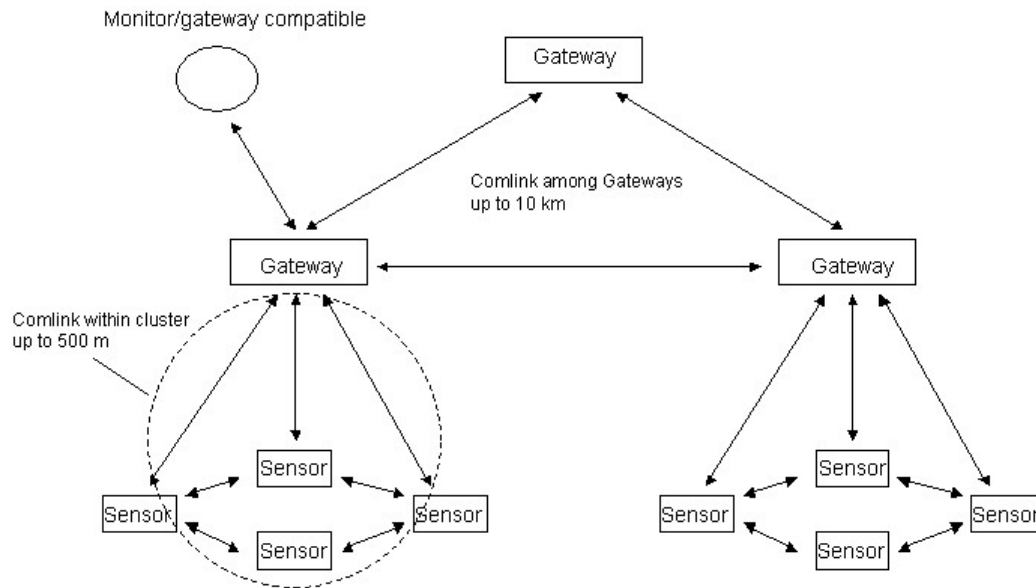 Monitor/gateway compatible
Gateway
Comlink among Gateways
up to 10 km
Gateway
Gateway
Comlink within cluster
up to 500 m
Sensor
Sensor
Sensor
Sensor
Sensor
Sensor
Sensor
Sensor